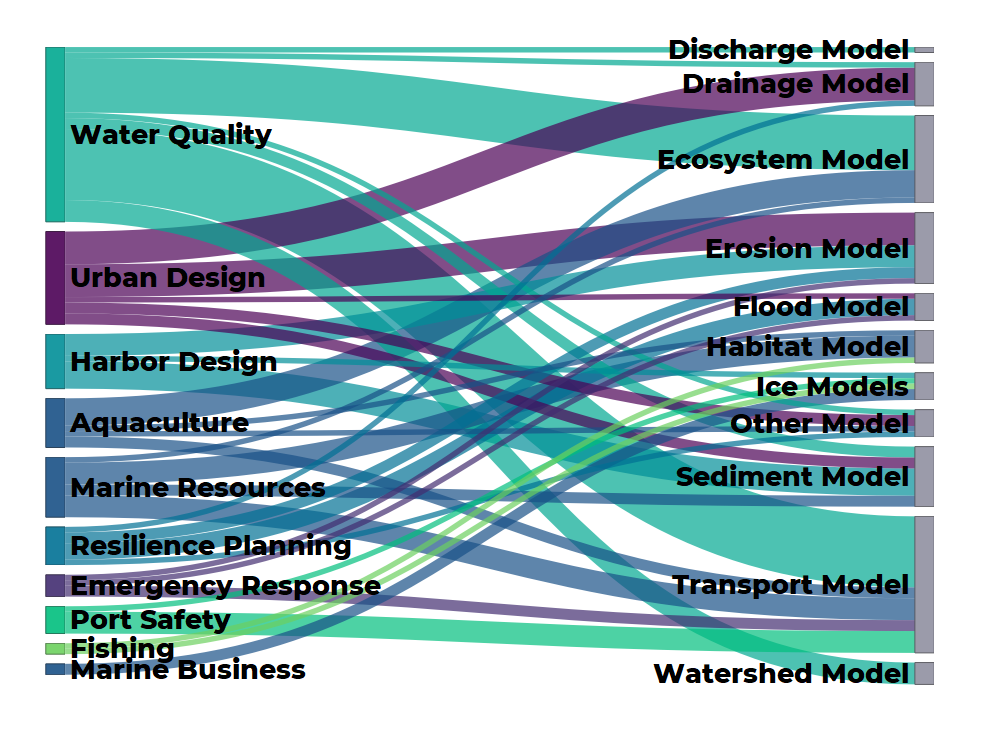 Water Quality
Urban Design
Harbor Design
Aquaculture
Marine Resources
Resilience Planning
Emergency Response
Port Safety
Fishing
Marine Business
Discharge Model
Drainage Model
Ecosystem Model
Erosion Model
Flood Model
Habitat Model
Ice Models
Other Model
Sediment Model
Transport Model
Watershed Model